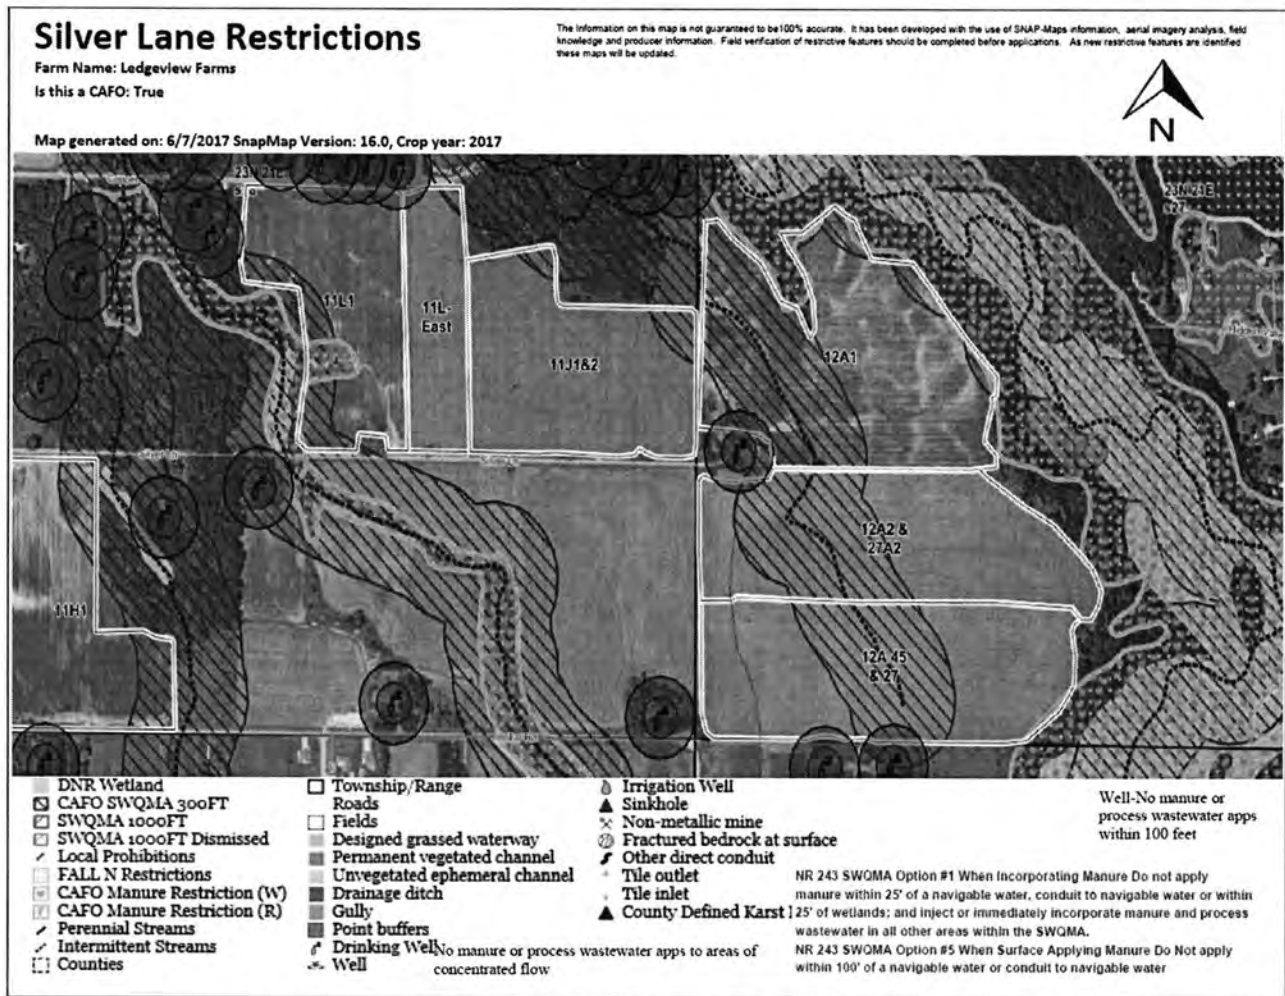 Silver Lane Restrictions
Farm Name: Ledgeview Farms
Is this a CAFO: True
Map generated on: 6/7/2017 SnapMap Version: 16.0, Crop year: 2017
The Information on this map is not guaranteed to be100% accurate. It has been developed with the use of SNAP-Maps information, aerial imagery analysis, field
knowledge and producer information. Field verification of restrictive features should be completed before applications. As new restrictive features are identified
these maps will be updated.
N
23N 21E
23N 21E
s27
11L1
11L-
East
11J1&2
12A1
Silver Ln
12A2 &
27A2
11H1
12A 45
& 27
DNR Wetland
CAFO SWQMA 300FT
SWQMA 1000FT
SWQMA 1000FT Dismissed
Local Prohibitions
FALL N Restrictions
CAFO Manure Restriction (W)
CAFO Manure Restriction (R)
Perennial Streams
Intermittent Streams
Counties
Township/Range
Roads
Fields
Designed grassed waterway
Permanent vegetated channel
Unvegetated ephemeral channel
Drainage ditch
Gully
Point buffers
Drinking Well
Well
Irrigation Well
Sinkhole
Non-metallic mine
Fractured bedrock at surface
Other direct conduit
Tile outlet
Tile inlet
County Defined Karst
No manure or process wastewater apps to areas of
concentrated flow
Well-No manure or
process wastewater apps
within 100 feet
NR 243 SWQMA Option #1 When Incorporating Manure Do not apply
manure within 25' of a navigable water, conduit to navigable water or within
25' of wetlands; and inject or immediately incorporate manure and process
wastewater in all other areas within the SWQMA.
NR 243 SWQMA Option #5 When Surface Applying Manure Do Not apply
within 100' of a navigable water or conduit to navigable water